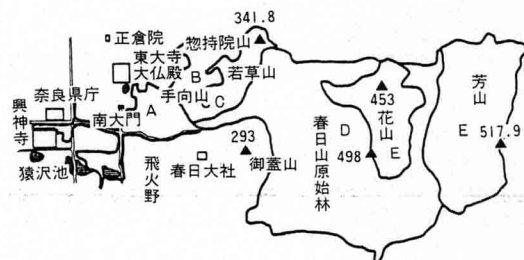 341.8
正倉院
惣持院山
東大寺
大仏殿
B
若草山
手向山
C
A
奈良県庁
興神寺
南大門
猿沢池
飛火野
293
春日大社
御蓋山
春日山原始林
D
453
花山
498
E
芳山
E
517.9